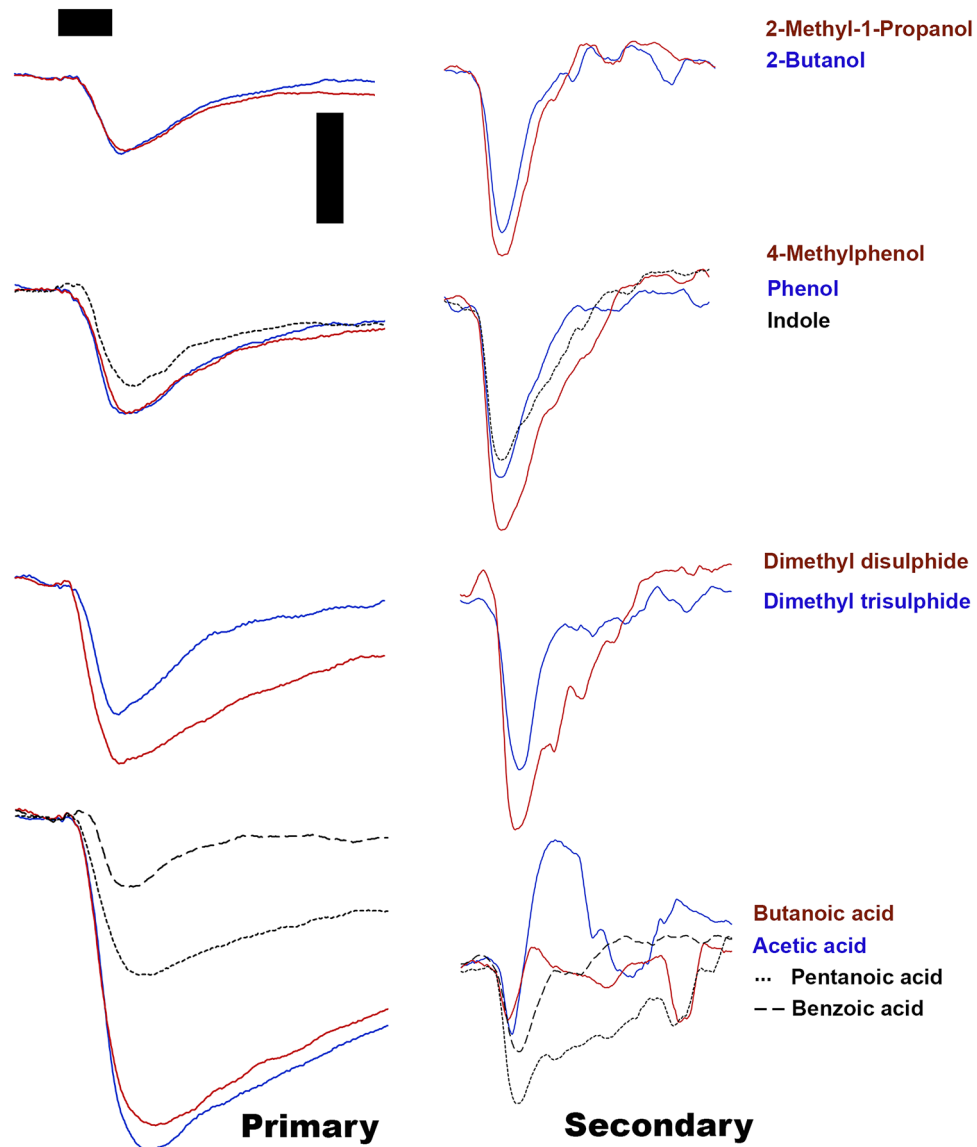 2-Methyl-1-Propanol
2-Butanol
4-Methylphenol
Phenol
Indole
Dimethyl disulphide
Dimethyl trisulphide
Butanoic acid
Acetic acid
... Pentanoic acid
— — Benzoic acid
Primary
Secondary